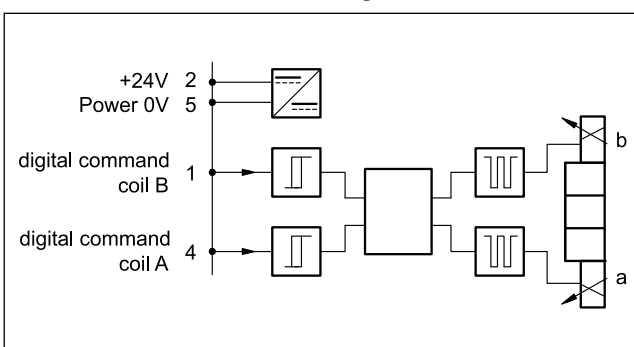 +24V 2
Power 0V 5
digital command
coil B 1
digital command
coil A 4
b
a